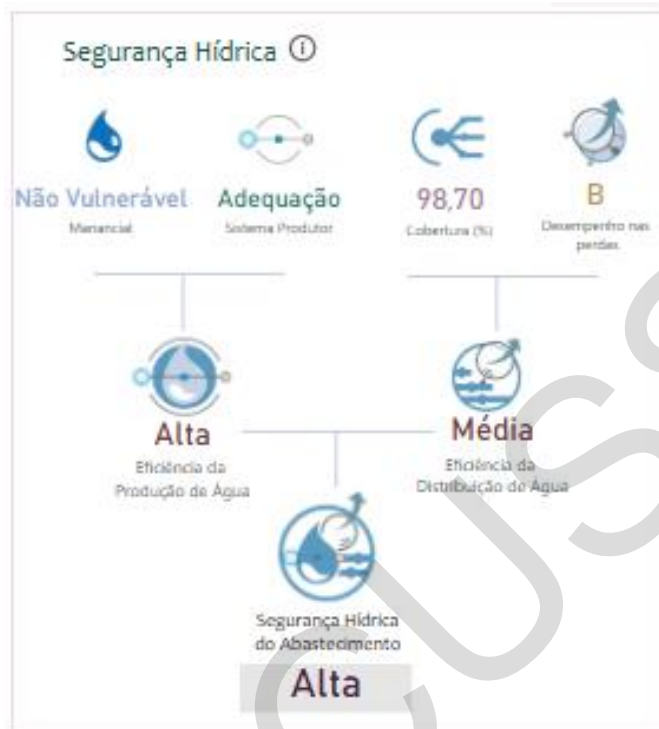 Segurança Hídrica
Não Vulnerável
Manancial
Adequação
Sistema Produtor
98,70
Cobertura (%)
B
Desempenho nas
perdas
Alta
Eficiência da
Produção de Água
Média
Eficiência da
Distribuição de Água
Segurança Hídrica
do Abastecimento
Alta
CUS